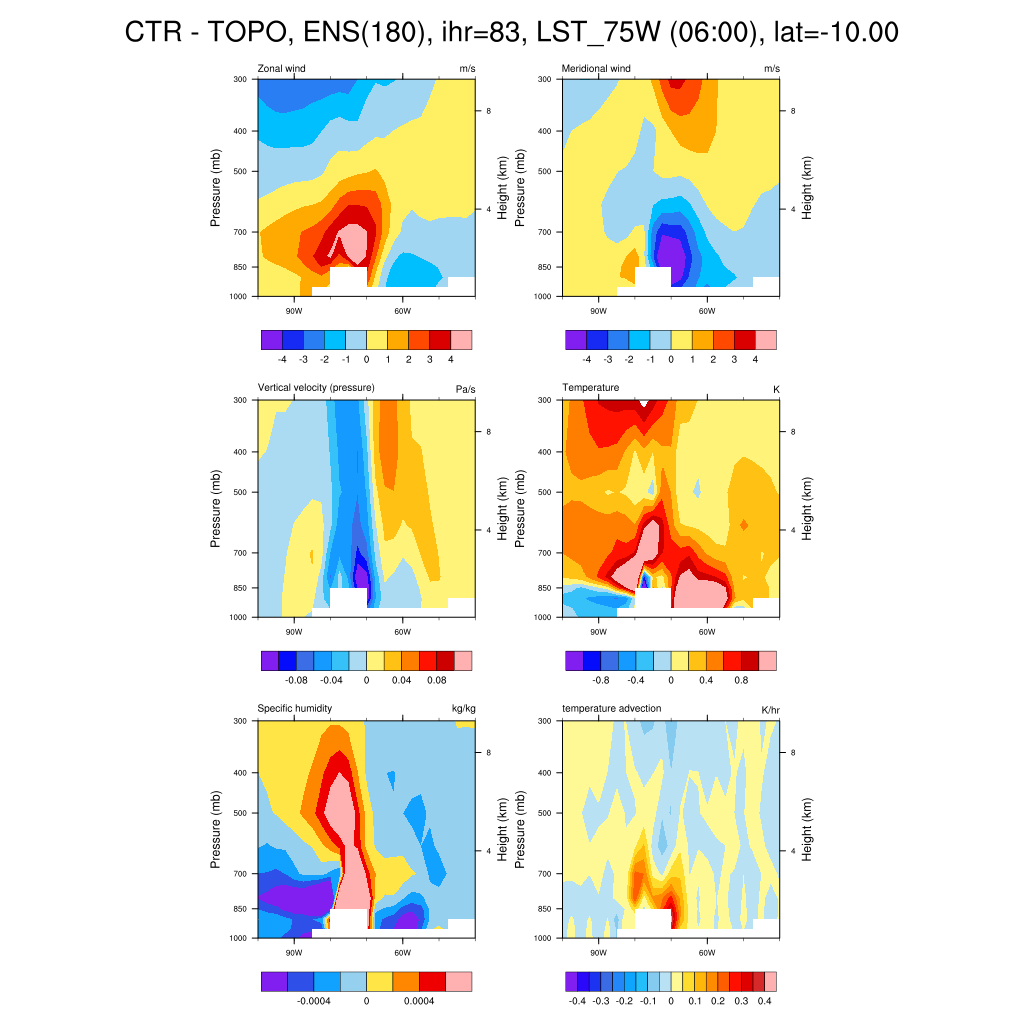 CTR - TOPO, ENS(180), ihr=83, LST_75W (06:00), lat=-10.00
Zonal wind m/s
Pressure (mb)
300
400
500
700
850
1000
8
4
Height (km)
90W 60W
-4 -3 -2 -1 0 1 2 3 4
Meridional wind m/s
Pressure (mb)
300
400
500
700
850
1000
8
4
Height (km)
90W 60W
-4 -3 -2 -1 0 1 2 3 4
Vertical velocity (pressure) Pa/s
Pressure (mb)
300
400
500
700
850
1000
8
4
Height (km)
90W 60W
-0.08 -0.04 0 0.04 0.08
Temperature K
Pressure (mb)
300
400
500
700
850
1000
8
4
Height (km)
90W 60W
-0.8 -0.4 0 0.4 0.8
Specific humidity kg/kg
Pressure (mb)
300
400
500
700
850
1000
8
4
Height (km)
90W 60W
-0.0004 0 0.0004
temperature advection K/hr
Pressure (mb)
300
400
500
700
850
1000
8
4
Height (km)
90W 60W
-0.4 -0.3 -0.2 -0.1 0 0.1 0.2 0.3 0.4